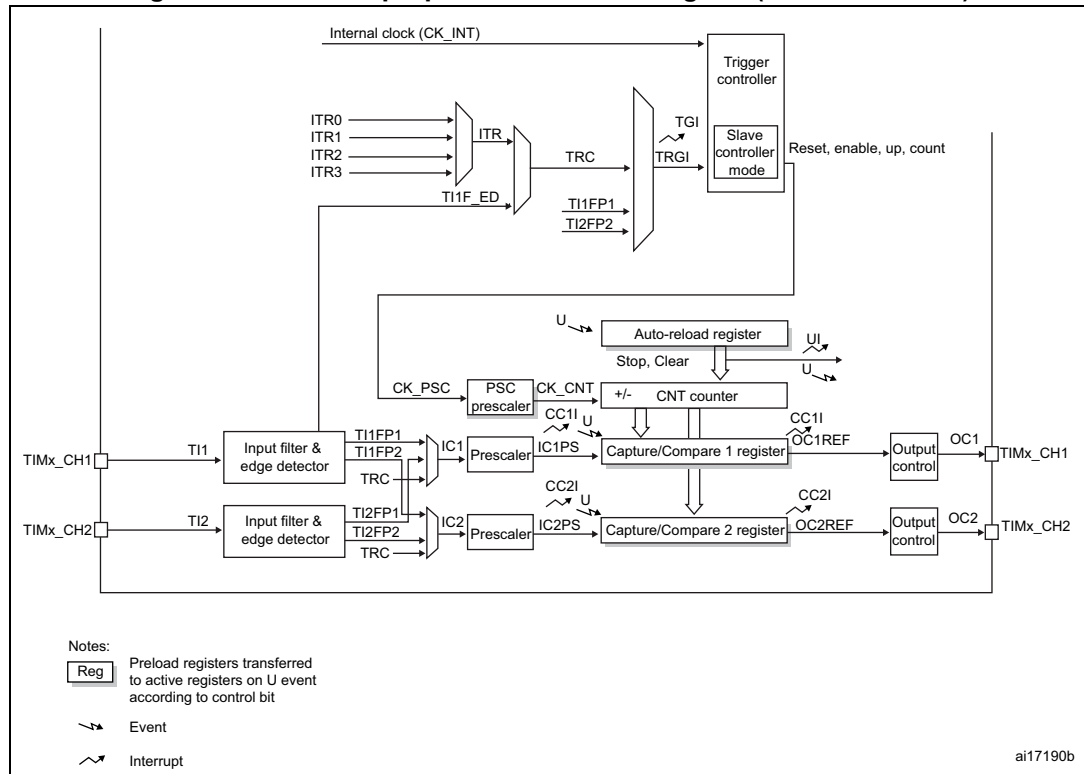 Internal clock (CK_INT)
Trigger
controller
ITR0
ITR1
ITR2
ITR3
ITR
TGI
TRC
TRGI
Slave
controller
mode
Reset, enable, up, count
TI1F_ED
TI1FP1
TI2FP2
U
Auto-reload register
UI
Stop, Clear
U
CK_PSC
PSC
prescaler
CK_CNT
+/-
CNT counter
TIMx_CH1
TI1
Input filter &
edge detector
TI1FP1
TI1FP2
TRC
IC1
Prescaler
CC1I
U
IC1PS
Capture/Compare 1 register
CC1I
OC1REF
Output
control
OC1
TIMx_CH1
TIMx_CH2
TI2
Input filter &
edge detector
TI2FP1
TI2FP2
TRC
IC2
Prescaler
CC2I
U
IC2PS
Capture/Compare 2 register
CC2I
OC2REF
Output
control
OC2
TIMx_CH2
Notes:
Reg
Preload registers transferred
to active registers on U event
according to control bit
Event
Interrupt
ai17190b